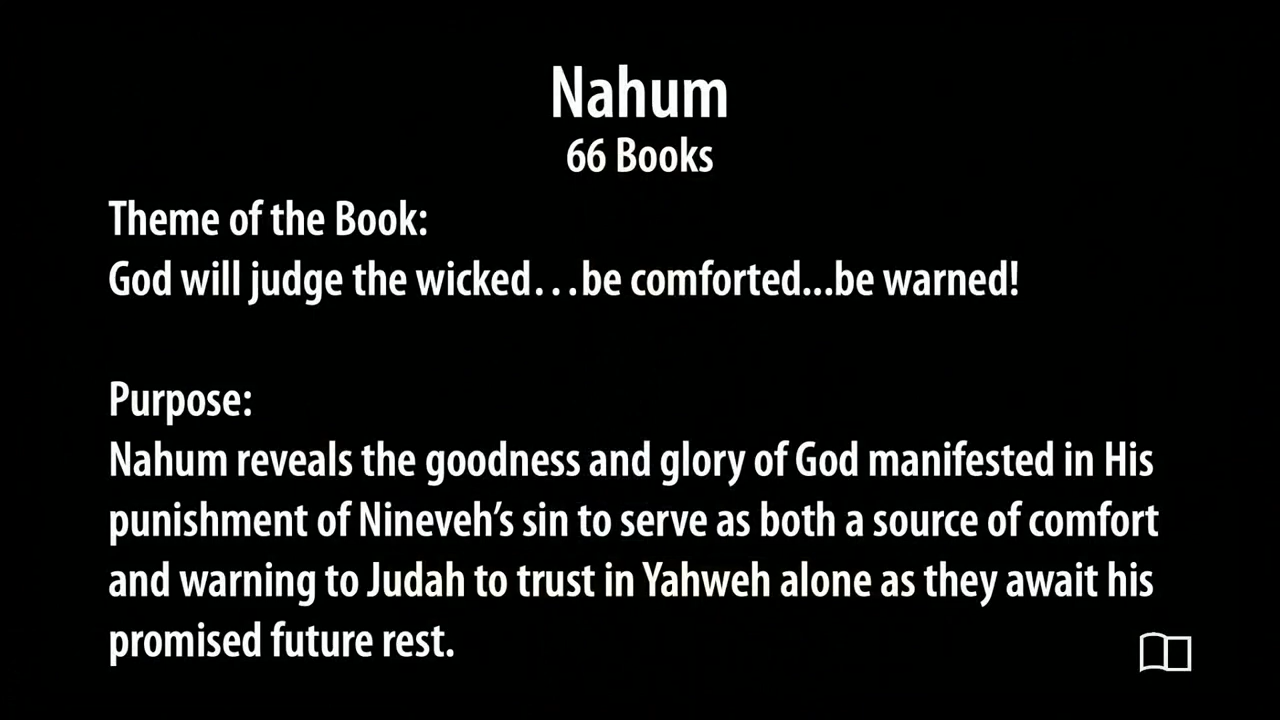 Nahum
66 Books
Theme of the Book:
God will judge the wicked…be comforted...be warned!
Purpose:
Nahum reveals the goodness and glory of God manifested in His
punishment of Nineveh’s sin to serve as both a source of comfort
and warning to Judah to trust in Yahweh alone as they await his
promised future rest.